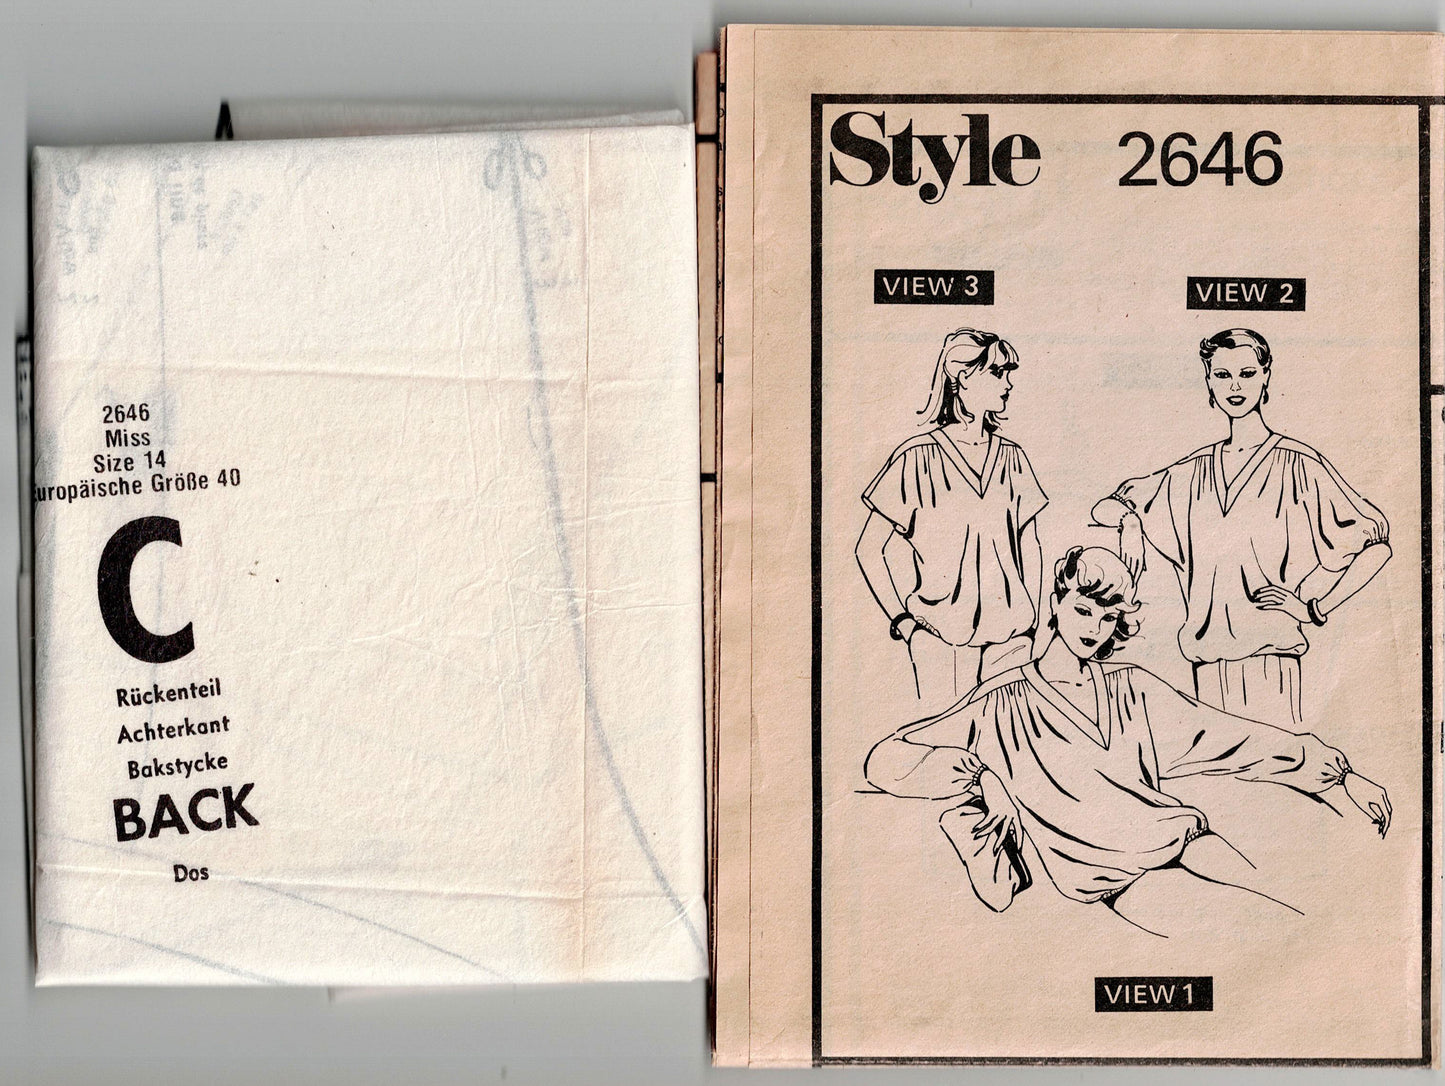 2646
Miss
Size 14
Europäische Größe 40
C
Rückenteil
Achterkant
Bakstycke
BACK
Dos
Style 2646
VIEW 3
VIEW 2
VIEW 1